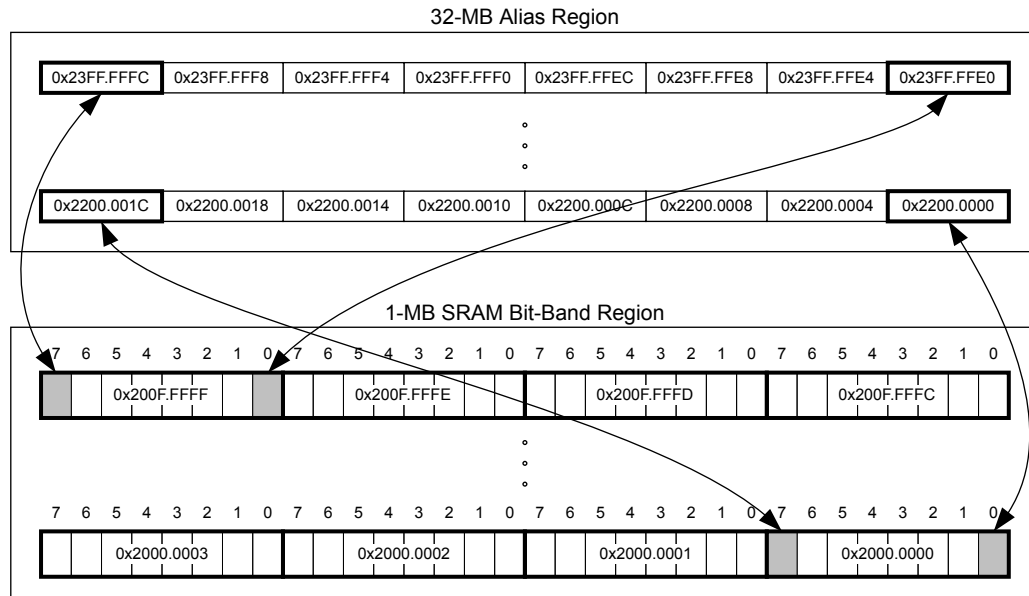 32-MB Alias Region
0x23FF.FFFC 0x23FF.FFF8 0x23FF.FFF4 0x23FF.FFF0 0x23FF.FFEC 0x23FF.FFE8 0x23FF.FFE4 0x23FF.FFE0
0x2200.001C 0x2200.0018 0x2200.0014 0x2200.0010 0x2200.000C 0x2200.0008 0x2200.0004 0x2200.0000
1-MB SRAM Bit-Band Region
7 6 5 4 3 2 1 0 7 6 5 4 3 2 1 0 7 6 5 4 3 2 1 0 7 6 5 4 3 2 1 0
0x200F.FFFF 0x200F.FFFE 0x200F.FFFD 0x200F.FFFC
7 6 5 4 3 2 1 0 7 6 5 4 3 2 1 0 7 6 5 4 3 2 1 0 7 6 5 4 3 2 1 0
0x2000.0003 0x2000.0002 0x2000.0001 0x2000.0000